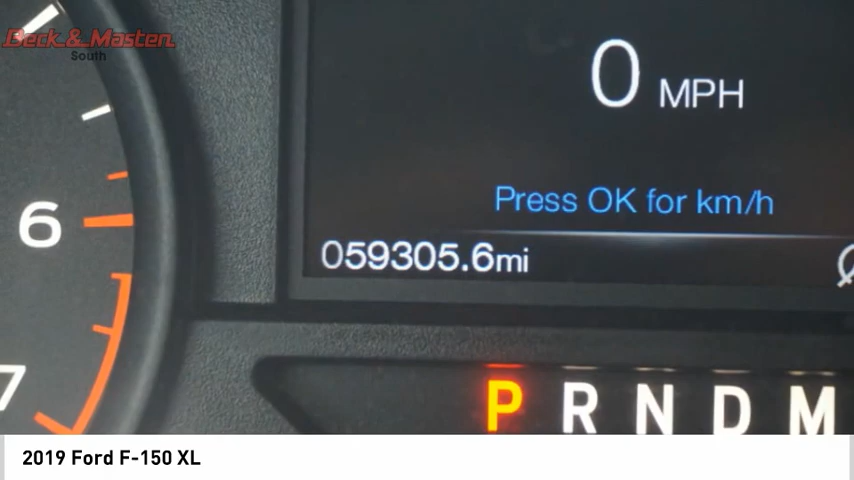 Beck & Masten
South
0 MPH
Press OK for km/h
6
059305.6mi
7
P R N D M
2019 Ford F-150 XL